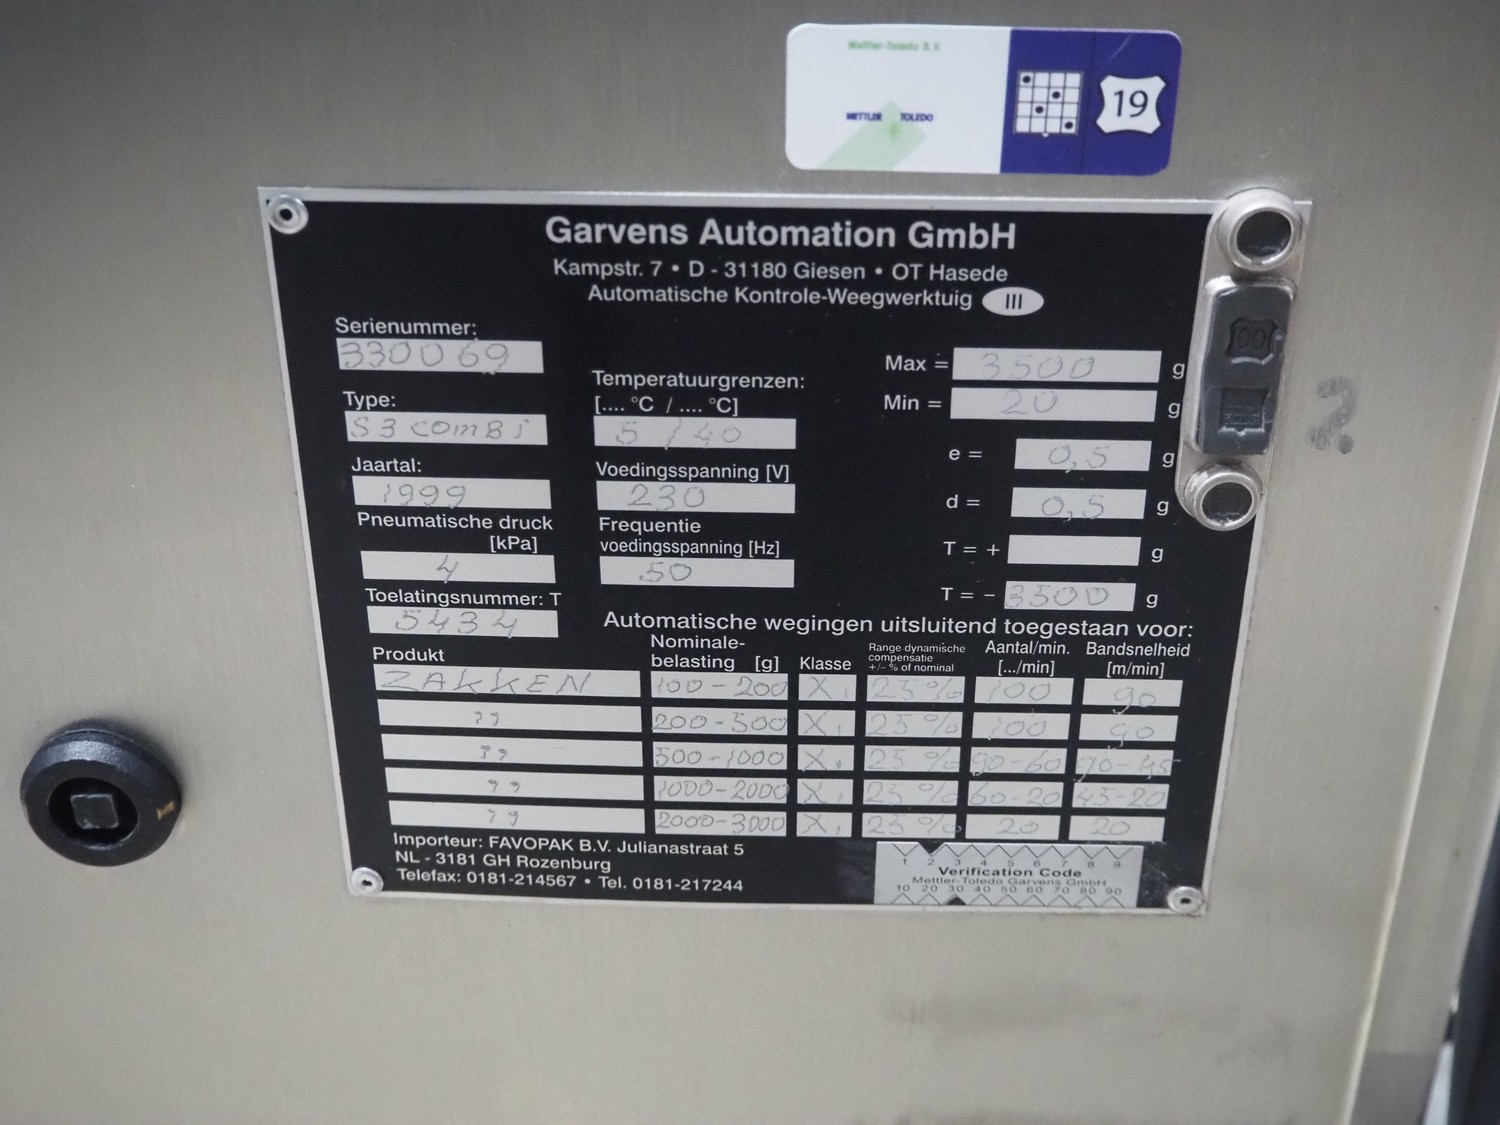 Mettler-Toledo B.V.
METTLER TOLEDO
19
Garvens Automation GmbH
Kampstr. 7 • D - 31180 Giesen • OT Hasede
Automatische Kontrole-Weegwerktuig III
Serienummer:
330069
Type:
S3 COMBi
Jaartal:
1999
Pneumatische druck
[kPa]
4
Toelatingsnummer: T
5434
Temperatuurgrenzen:
[.... °C / .... °C]
5 / 40
Voedingsspanning [V]
230
Frequentie
voedingsspanning [Hz]
50
Max = 3500 g
Min = 20 g
e = 0,5 g
d = 0,5 g
T = + g
T = - 3500 g
00
2
Automatische wegingen uitsluitend toegestaan voor:
Produkt Nominale-belasting [g] Klasse Range dynamische compensatie +/- % of nominal Aantal/min. [.../min] Bandsnelheid [m/min]
ZAKKEN 100-200 X1 25% 100 90
,, 200-500 X1 25% 100 90
,, 500-1000 X1 25% 90-60 90-45
,, 1000-2000 X1 25% 60-20 45-20
,, 2000-3000 X1 25% 20 20
Importeur: FAVOPAK B.V. Julianastraat 5
NL - 3181 GH Rozenburg
Telefax: 0181-214567 • Tel. 0181-217244
1 2 3 4 5 6 7 8 9
Verification Code
Mettler-Toledo Garvens GmbH
10 20 30 40 50 60 70 80 90